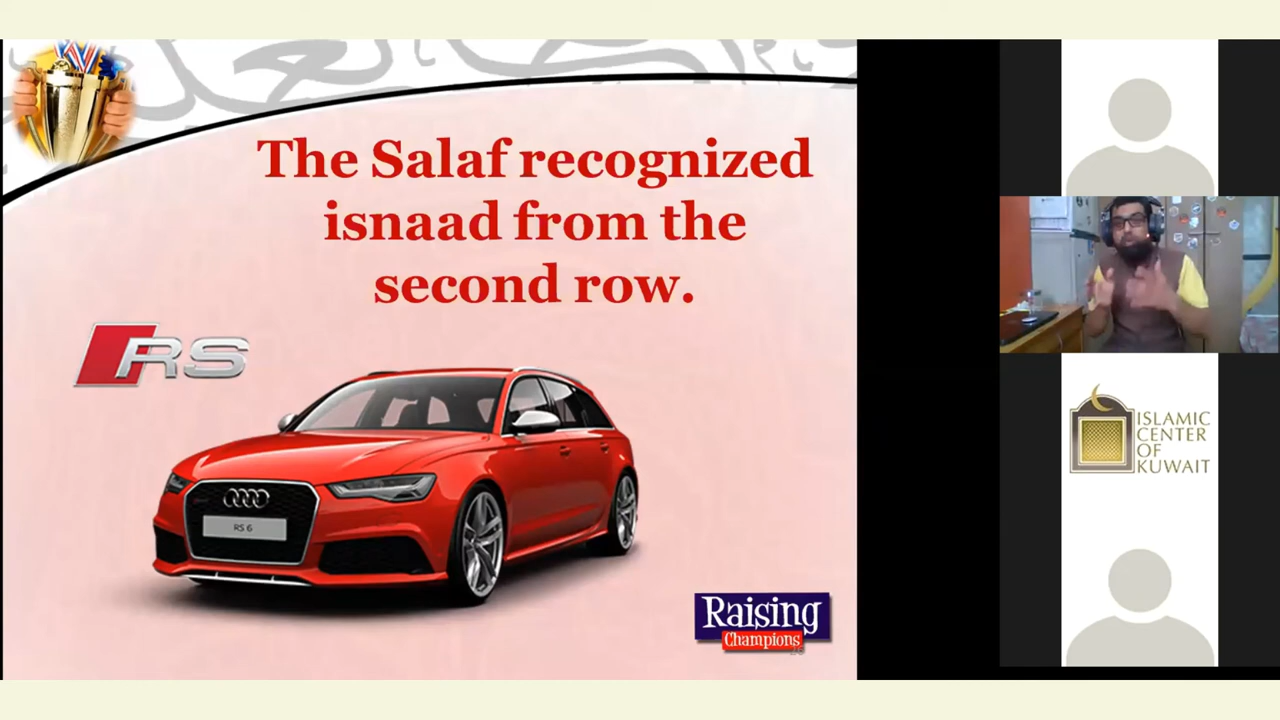 The Salaf recognized
isnaad from the
second row.
RS
RS 6
Raising
Champions
ISLAMIC
CENTER
OF
KUWAIT